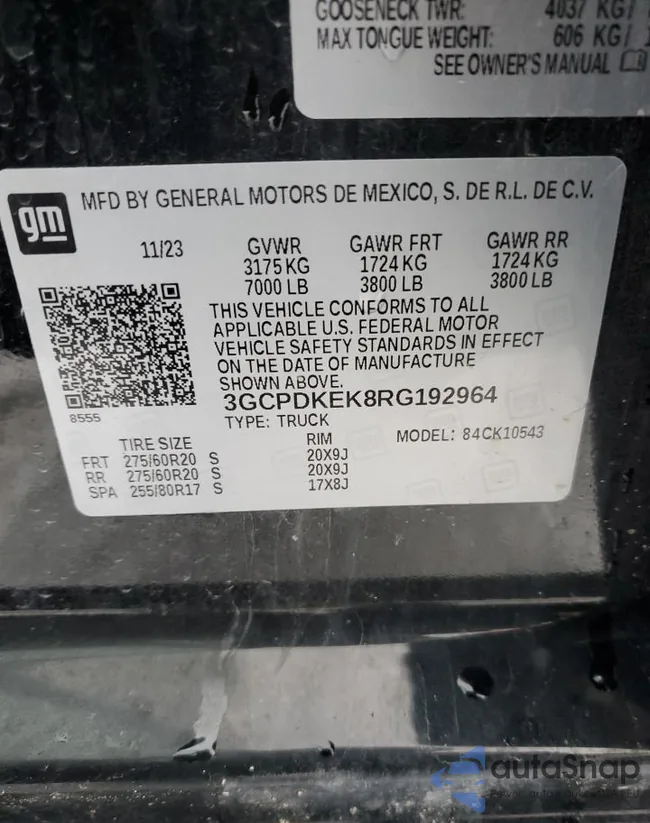 GOOSENECK TWR: 4037 KG/
MAX TONGUE WEIGHT: 606 KG/ 1
SEE OWNER'S MANUAL
gm
MFD BY GENERAL MOTORS DE MEXICO, S. DE R.L. DE C.V.
11/23 GVWR GAWR FRT GAWR RR
3175 KG 1724 KG 1724 KG
7000 LB 3800 LB 3800 LB
THIS VEHICLE CONFORMS TO ALL
APPLICABLE U.S. FEDERAL MOTOR
VEHICLE SAFETY STANDARDS IN EFFECT
ON THE DATE OF MANUFACTURE
SHOWN ABOVE.
8555
3GCPDKEK8RG192964
TYPE: TRUCK MODEL: 84CK10543
TIRE SIZE RIM
FRT 275/60R20 S 20X9J
RR 275/60R20 S 20X9J
SPA 255/80R17 S 17X8J
autoSnap